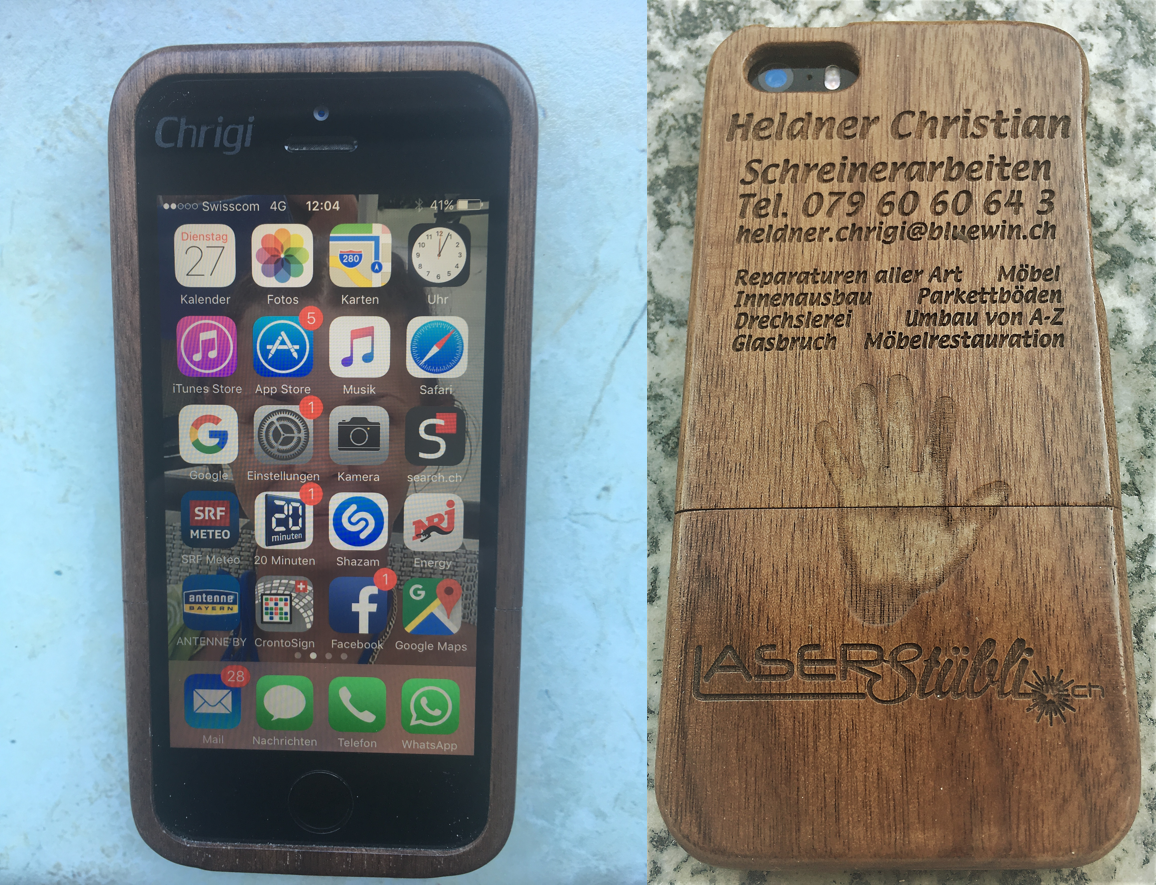 Chrigi
Swisscom 4G 12:04 41%
Dienstag
27
280
12
Kalender Fotos Karten Uhr
5
iTunes Store App Store Musik Safari
1
G S
Google Einstellungen Kamera search.ch
1
SRF METEO 20 minuten NRJ
SRF Meteo 20 Minuten Shazam Energy
1
antenne BAYERN f G
ANTENNE BY CrontoSign Facebook Google Maps
28
Mail Nachrichten Telefon WhatsApp
Heldner Christian
Schreinerarbeiten
Tel. 079 60 60 64 3
heldner.chrigi@bluewin.ch
Reparaturen aller Art Möbel
Innenausbau Parkettböden
Drechslerei Umbau von A-Z
Glasbruch Möbelrestauration
LASERStübli.ch